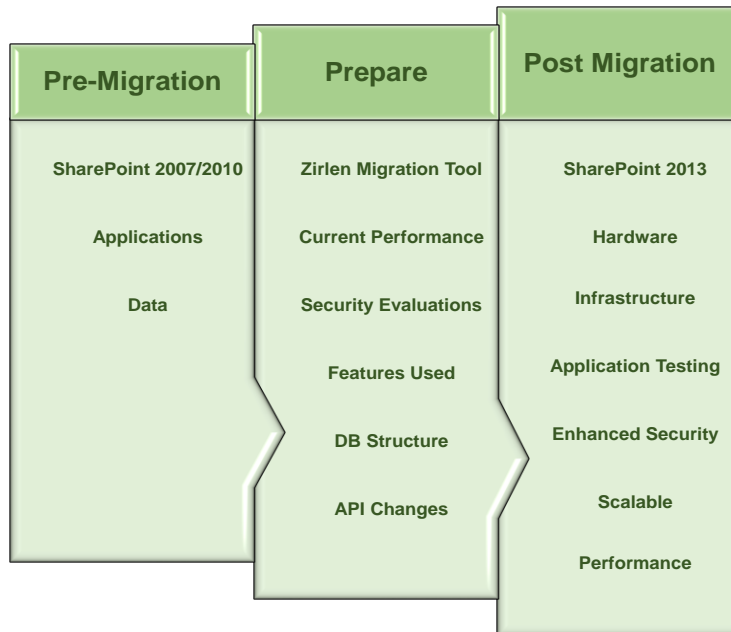 Pre-Migration
SharePoint 2007/2010
Applications
Data
Prepare
Zirlen Migration Tool
Current Performance
Security Evaluations
Features Used
DB Structure
API Changes
Post Migration
SharePoint 2013
Hardware
Infrastructure
Application Testing
Enhanced Security
Scalable
Performance